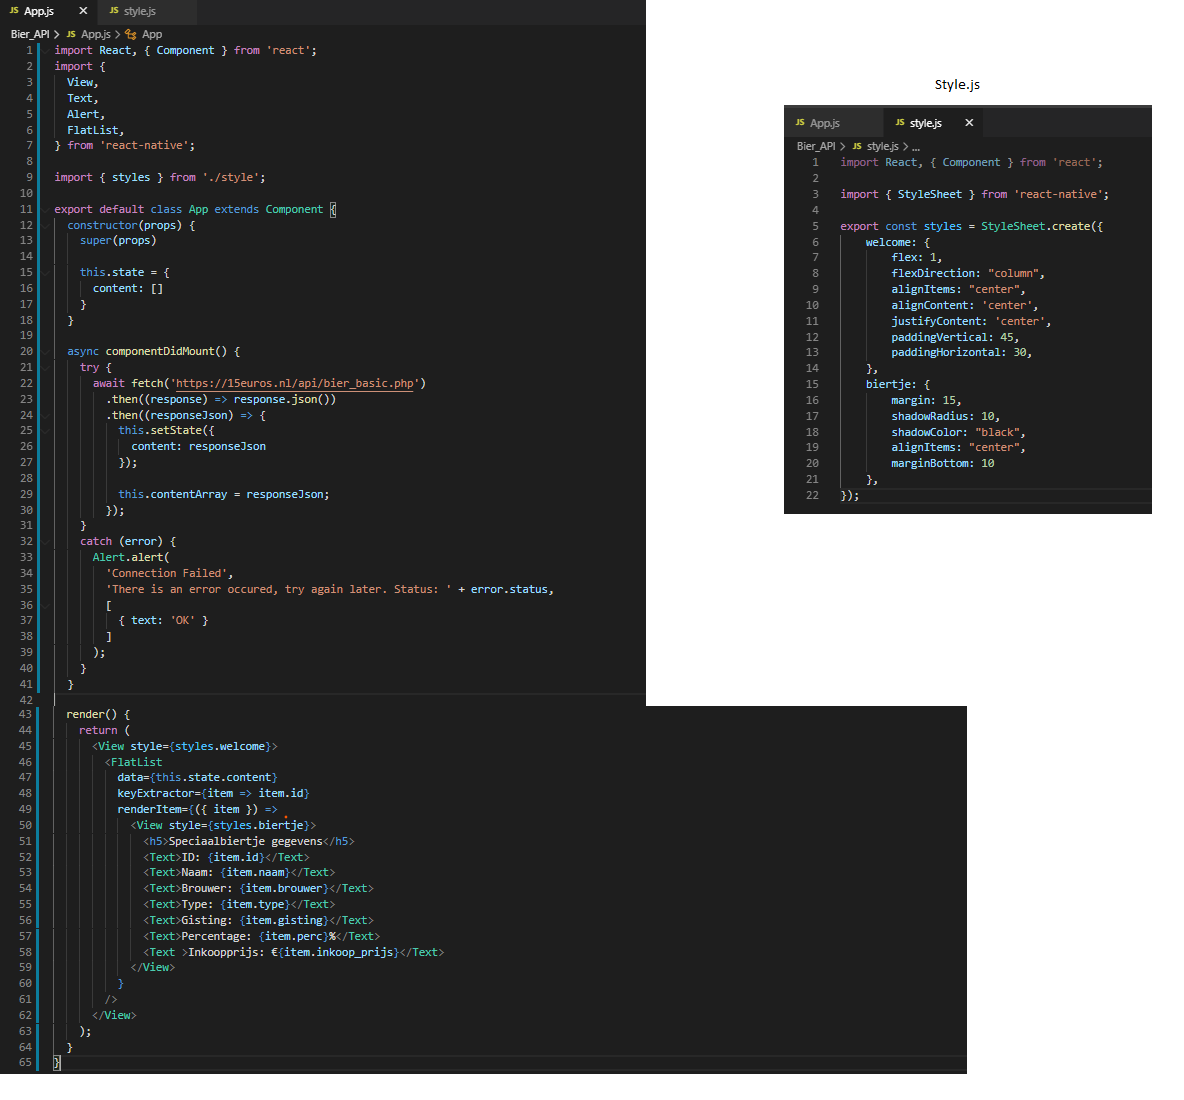 JS App.js × JS style.js
Bier_API > JS App.js > App
1 import React, { Component } from 'react';
2 import {
3   View,
4   Text,
5   Alert,
6   FlatList,
7 } from 'react-native';
8
9 import { styles } from './style';
10
11 export default class App extends Component {
12   constructor(props) {
13     super(props)
14
15     this.state = {
16       content: []
17     }
18   }
19
20   async componentDidMount() {
21     try {
22       await fetch('https://15euros.nl/api/bier_basic.php')
23         .then((response) => response.json())
24         .then((responseJson) => {
25           this.setState({
26             content: responseJson
27           });
28
29           this.contentArray = responseJson;
30         });
31     }
32     catch (error) {
33       Alert.alert(
34         'Connection Failed',
35         'There is an error occured, try again later. Status: ' + error.status,
36         [
37           { text: 'OK' }
38         ]
39       );
40     }
41   }
42
43   render() {
44     return (
45       <View style={styles.welcome}>
46         <FlatList
47           data={this.state.content}
48           keyExtractor={item => item.id}
49           renderItem={({ item }) =>
50             <View style={styles.biertje}>
51               <h5>Speciaalbiertje gegevens</h5>
52               <Text>ID: {item.id}</Text>
53               <Text>Naam: {item.naam}</Text>
54               <Text>Brouwer: {item.brouwer}</Text>
55               <Text>Type: {item.type}</Text>
56               <Text>Gisting: {item.gisting}</Text>
57               <Text>Percentage: {item.perc}%</Text>
58               <Text >Inkoopprijs: €{item.inkoop_prijs}</Text>
59             </View>
60           }
61         />
62       </View>
63     );
64   }
65 }
Style.js
JS App.js JS style.js ×
Bier_API > JS style.js > ...
1 import React, { Component } from 'react';
2
3 import { StyleSheet } from 'react-native';
4
5 export const styles = StyleSheet.create({
6     welcome: {
7         flex: 1,
8         flexDirection: "column",
9         alignItems: "center",
10         alignContent: 'center',
11         justifyContent: 'center',
12         paddingVertical: 45,
13         paddingHorizontal: 30,
14     },
15     biertje: {
16         margin: 15,
17         shadowRadius: 10,
18         shadowColor: "black",
19         alignItems: "center",
20         marginBottom: 10
21     },
22 });